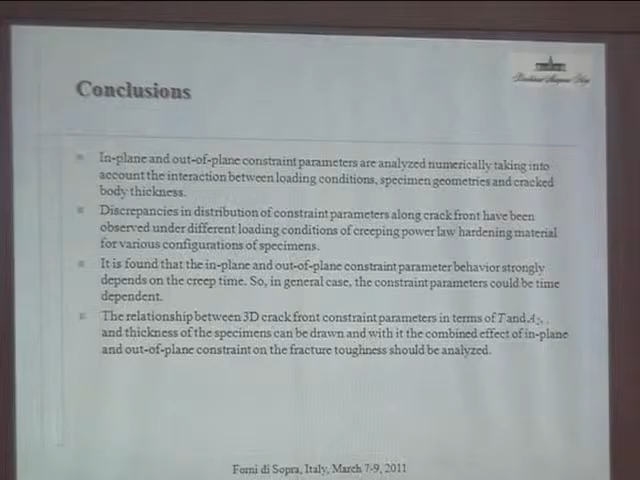 Conclusions
In-plane and out-of-plane constraint parameters are analyzed numerically taking into
account the interaction between loading conditions, specimen geometries and cracked
body thickness.
Discrepancies in distribution of constraint parameters along crack front have been
observed under different loading conditions of creeping power law hardening material
for various configurations of specimens.
It is found that the in-plane and out-of-plane constraint parameter behavior strongly
depends on the creep time. So, in general case, the constraint parameters could be time
dependent.
The relationship between 3D crack front constraint parameters in terms of T and
and thickness of the specimens can be drawn and with it the combined effect of in-plane
and out-of-plane constraint on the fracture toughness should be analyzed.
Forni di Sopra, Italy, March 7-9, 2011